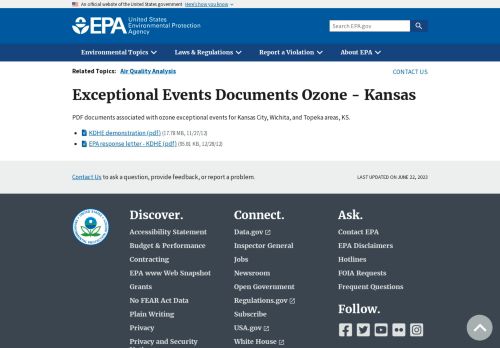 An official website of the United States government Here's how you know
EPA United States Environmental Protection Agency
Search EPA.gov
Environmental Topics Laws & Regulations Report a Violation About EPA
Related Topics: Air Quality Analysis CONTACT US
Exceptional Events Documents Ozone - Kansas
PDF documents associated with ozone exceptional events for Kansas City, Wichita, and Topeka areas, KS.
KDHE demonstration (pdf) (17.78 MB, 11/27/12)
EPA response letter - KDHE (pdf) (85.81 KB, 12/28/12)
Contact Us to ask a question, provide feedback, or report a problem. LAST UPDATED ON JUNE 22, 2023
Discover.
Accessibility Statement
Budget & Performance
Contracting
EPA www Web Snapshot
Grants
No FEAR Act Data
Plain Writing
Privacy
Privacy and Security
Connect.
Data.gov
Inspector General
Jobs
Newsroom
Open Government
Regulations.gov
Subscribe
USA.gov
White House
Ask.
Contact EPA
EPA Disclaimers
Hotlines
FOIA Requests
Frequent Questions
Follow.